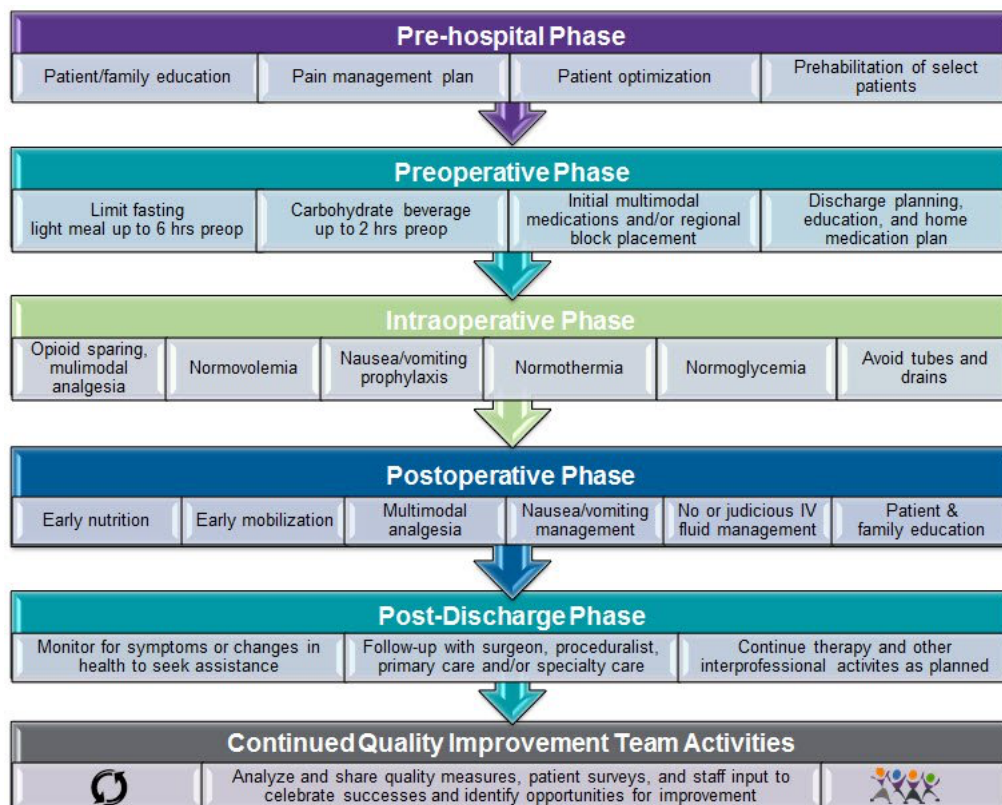 Pre-hospital Phase
Patient/family education
Pain management plan
Patient optimization
Prehabilitation of select
patients
Preoperative Phase
Limit fasting
light meal up to 6 hrs preop
Carbohydrate beverage
up to 2 hrs preop
Initial multimodal
medications and/or regional
block placement
Discharge planning,
education, and home
medication plan
Intraoperative Phase
Opioid sparing,
mulimodal
analgesia
Normovolemia
Nausea/vomiting
prophylaxis
Normothermia
Normoglycemia
Avoid tubes and
drains
Postoperative Phase
Early nutrition
Early mobilization
Multimodal
analgesia
Nausea/vomiting
management
No or judicious IV
fluid management
Patient &
family education
Post-Discharge Phase
Monitor for symptoms or changes in
health to seek assistance
Follow-up with surgeon, proceduralist,
primary care and/or specialty care
Continue therapy and other
interprofessional activites as planned
Continued Quality Improvement Team Activities
Analyze and share quality measures, patient surveys, and staff input to
celebrate successes and identify opportunities for improvement